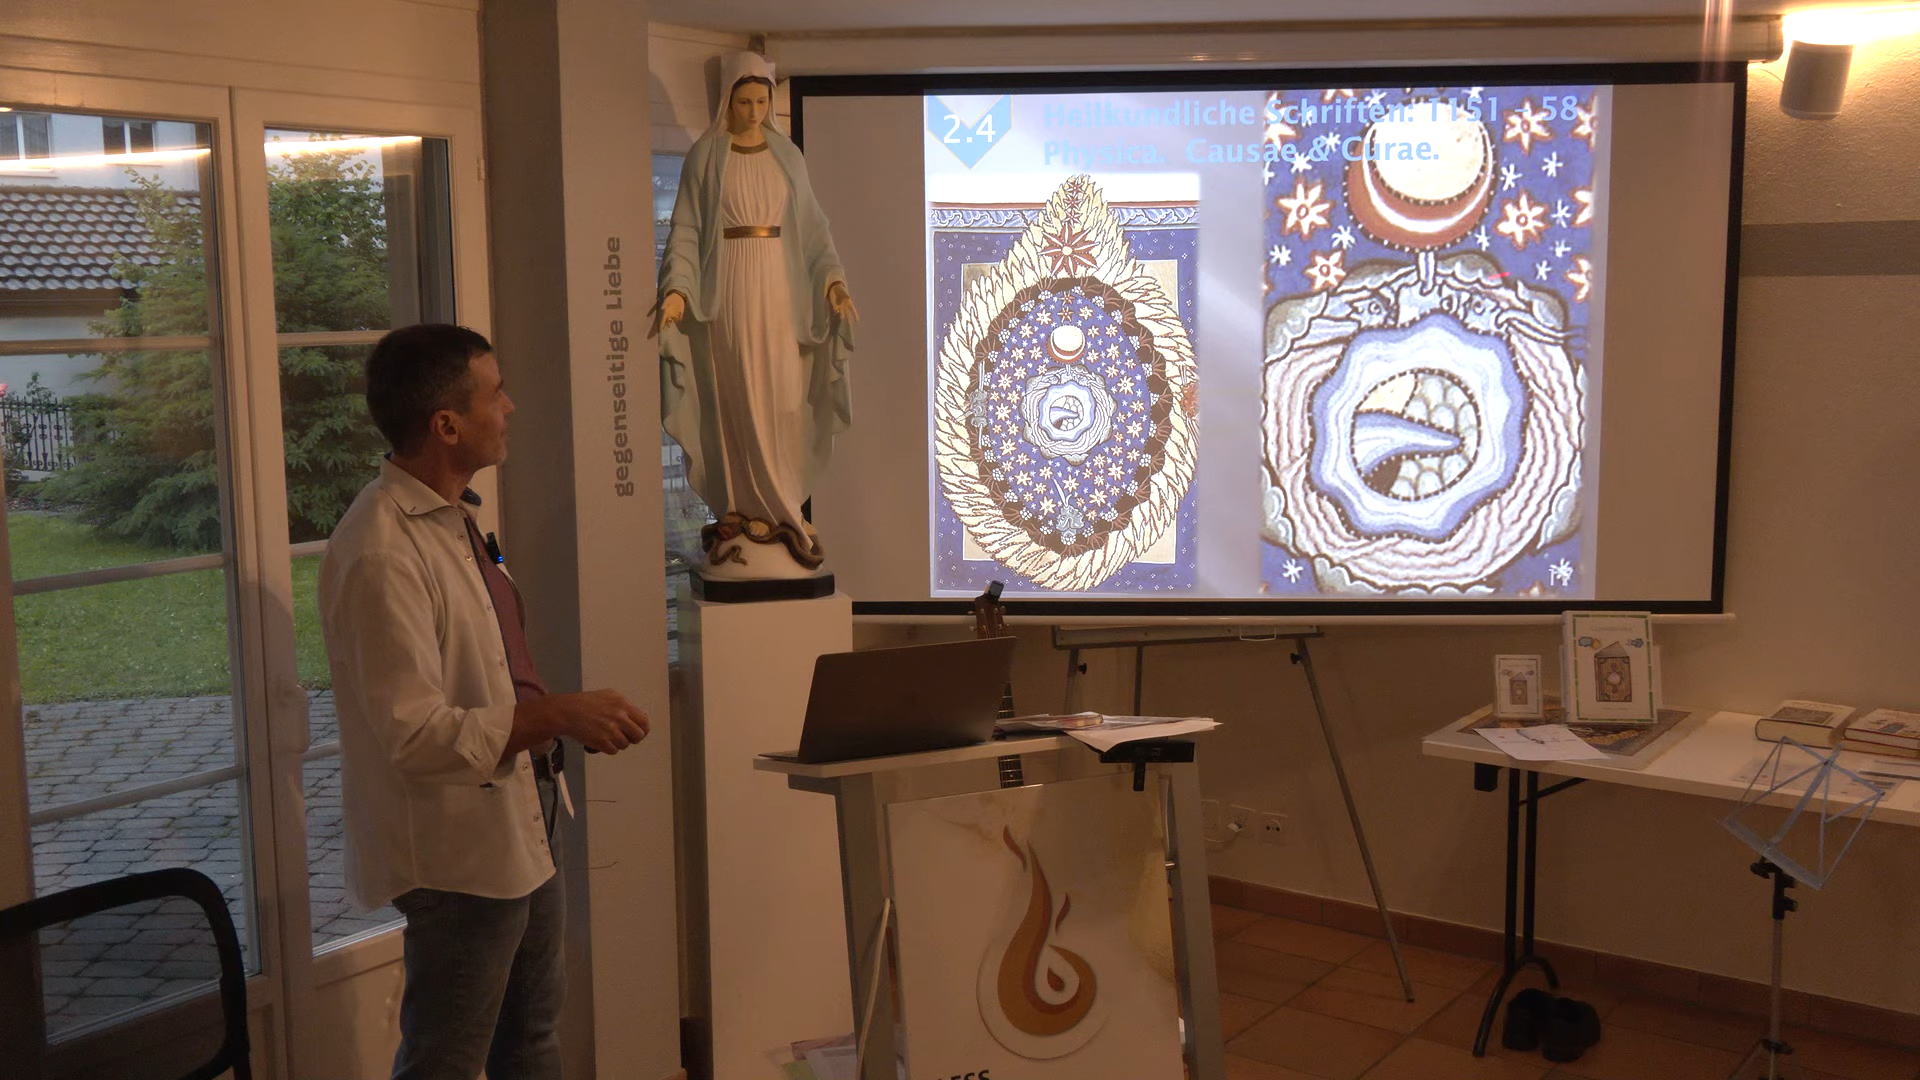 gegenseitige Liebe
2.4
Heilkundliche Schriften: 1151 - 58
Physica. Causae & Curae.